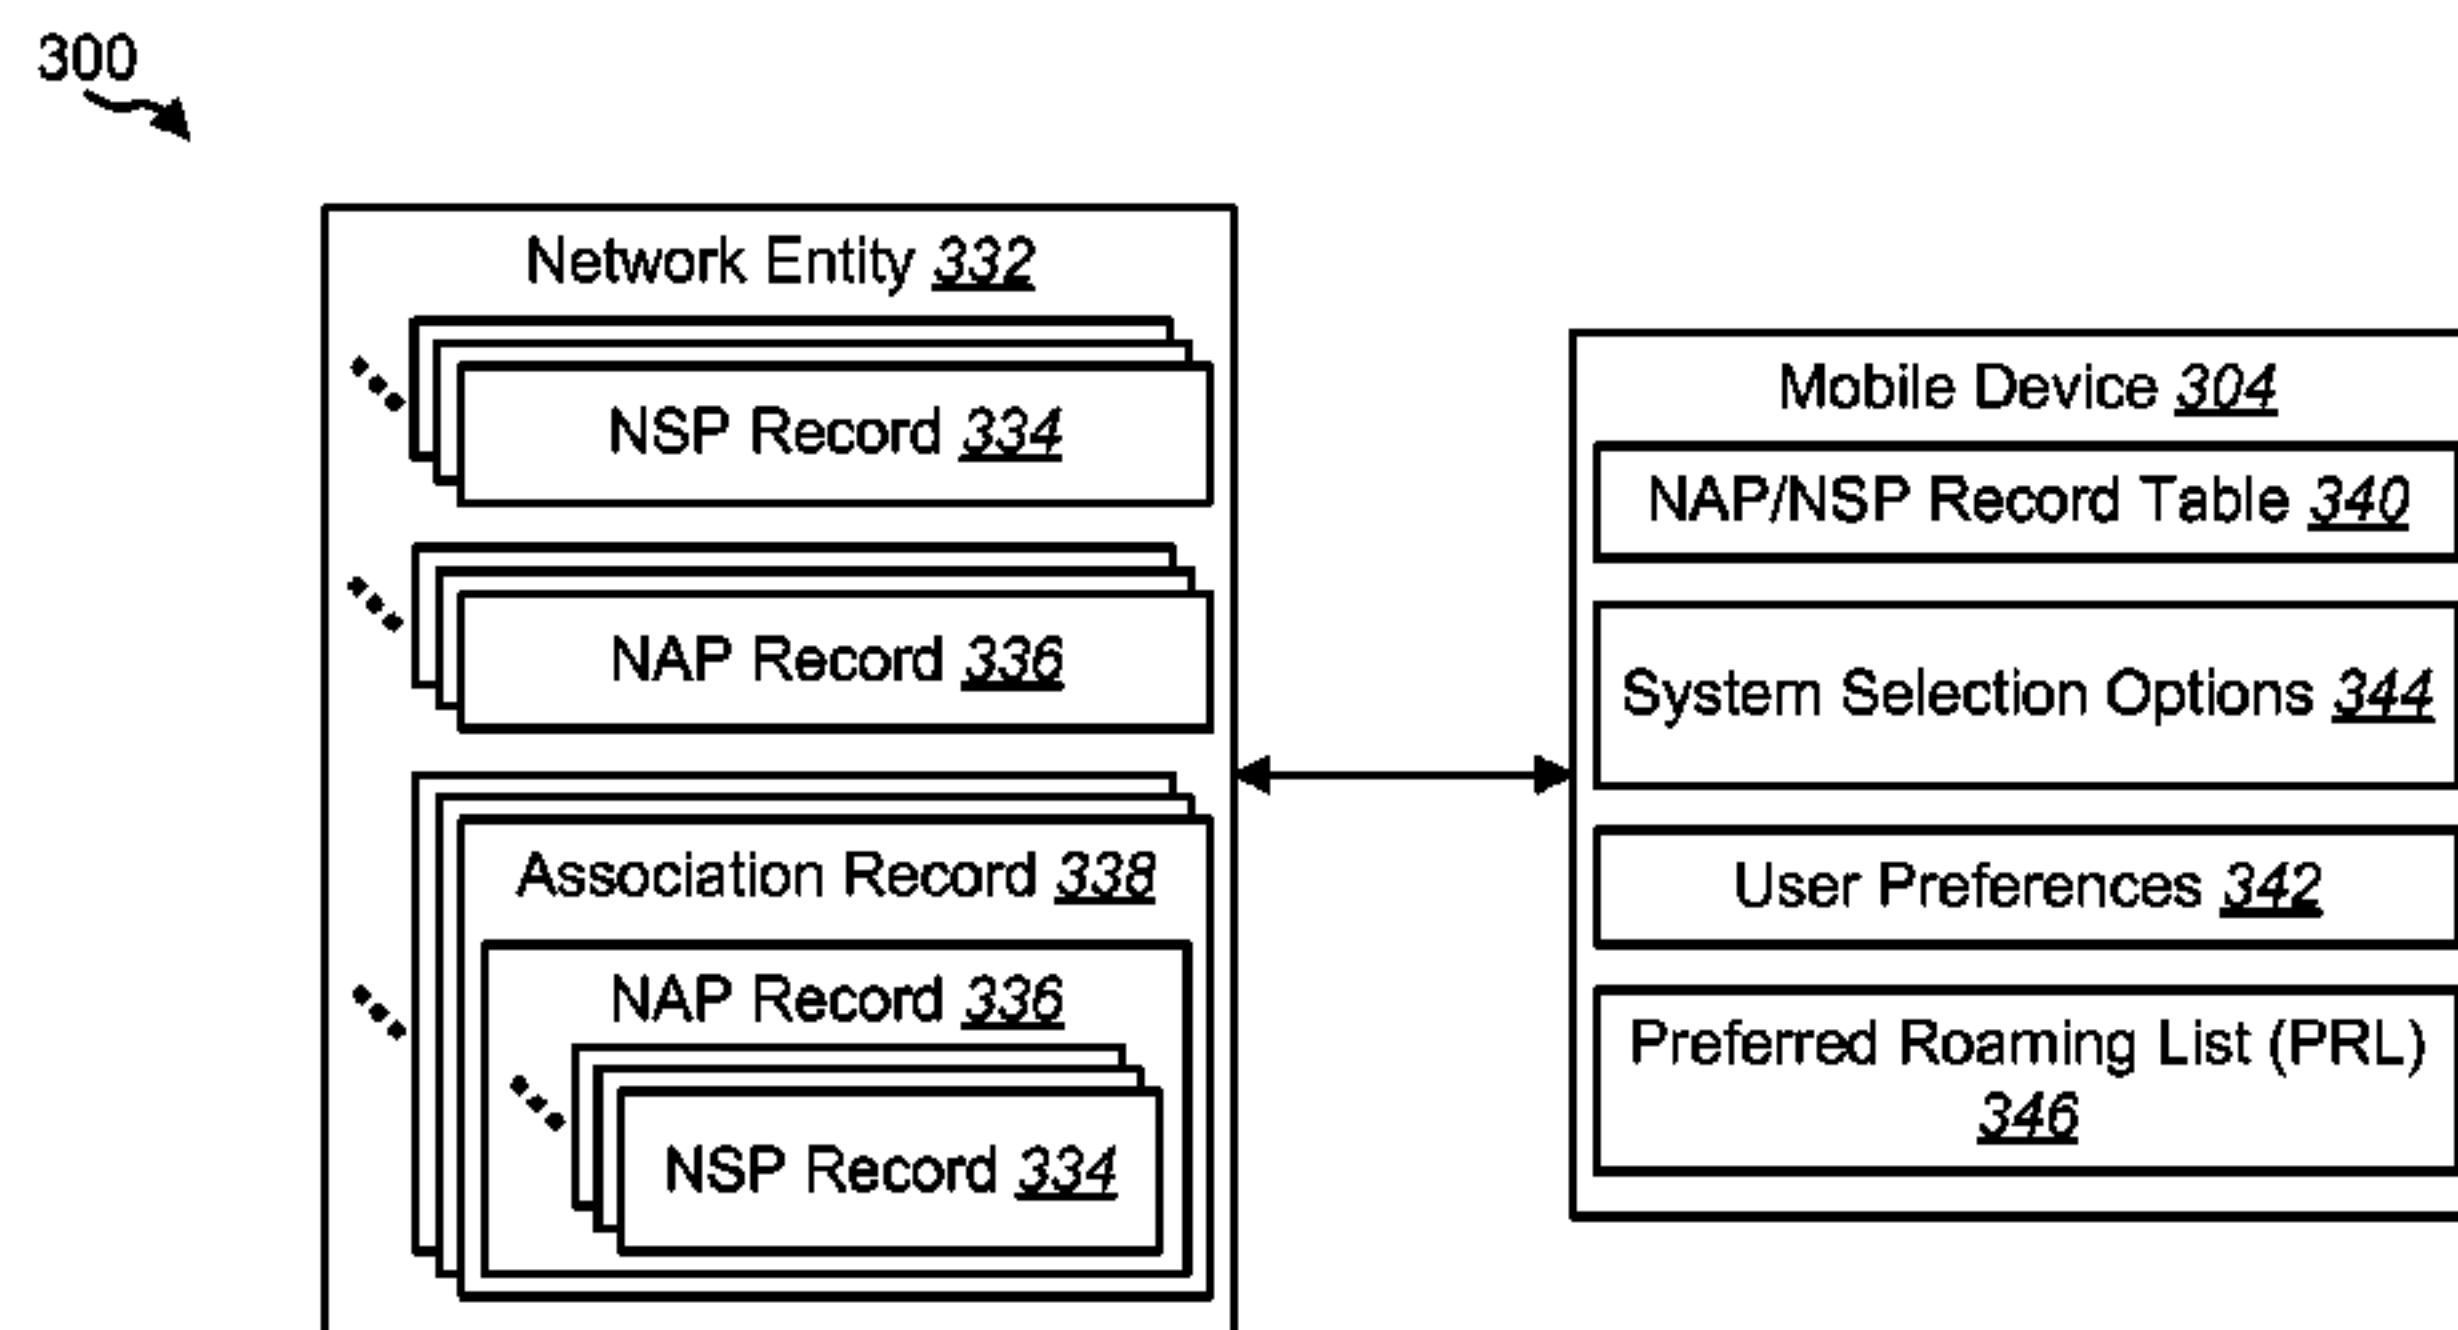 300
Network Entity 332
NSP Record 334
NAP Record 336
Association Record 338
NAP Record 336
NSP Record 334
Mobile Device 304
NAP/NSP Record Table 340
System Selection Options 344
User Preferences 342
Preferred Roaming List (PRL)
346